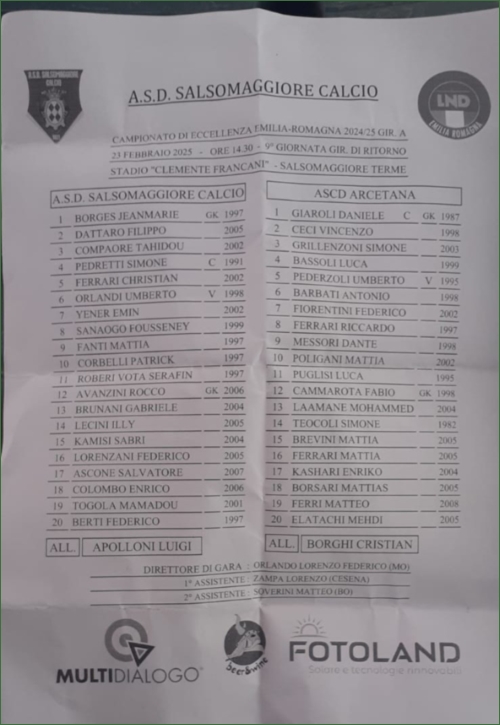 A.S.D. SALSOMAGGIORE CALCIO
A.S.D. SALSOMAGGIORE
CALCIO
LND
EMILIA ROMAGNA
CAMPIONATO DI ECCELLENZA EMILIA-ROMAGNA 2024/25 GIR. A
23 FEBBRAIO 2025 - ORE 14.30 - 9° GIORNATA GIR. DI RITORNO
STADIO "CLEMENTE FRANCANI" - SALSOMAGGIORE TERME
A.S.D. SALSOMAGGIORE CALCIO
1 BORGES JEANMARIE GK 1997
2 DATTARO FILIPPO 2005
3 COMPAORE TAHIDOU 2002
4 PEDRETTI SIMONE C 1991
5 FERRARI CHRISTIAN 2002
6 ORLANDI UMBERTO V 1998
7 YENER EMIN 2002
8 SANAOGO FOUSSENEY 1999
9 FANTI MATTIA 1997
10 CORBELLI PATRICK 1997
11 ROBERI VOTA SERAFIN 1997
12 AVANZINI ROCCO GK 2006
13 BRUNANI GABRIELE 2004
14 LECINI ILLY 2005
15 KAMISI SABRI 2004
16 LORENZANI FEDERICO 2005
17 ASCONE SALVATORE 2007
18 COLOMBO ENRICO 2006
19 TOGOLA MAMADOU 2001
20 BERTI FEDERICO 1997
ALL. APOLLONI LUIGI
ASCD ARCETANA
1 GIAROLI DANIELE C GK 1987
2 CECI VINCENZO 1998
3 GRILLENZONI SIMONE 2003
4 BASSOLI LUCA 1999
5 PEDERZOLI UMBERTO V 1995
6 BARBATI ANTONIO 1998
7 FIORENTINI FEDERICO 2002
8 FERRARI RICCARDO 1997
9 MESSORI DANTE 1998
10 POLIGANI MATTIA 2002
11 PUGLISI LUCA 1995
12 CAMMAROTA FABIO GK 1998
13 LAAMANE MOHAMMED 2004
14 TEOCOLI SIMONE 1982
15 BREVINI MATTIA 2005
16 FERRARI MATTIA 2005
17 KASHARI ENRIKO 2004
18 BORSARI MATTIAS 2005
19 FERRI MATTEO 2008
20 ELATACHI MEHDI 2005
ALL. BORGHI CRISTIAN
DIRETTORE DI GARA : ORLANDO LORENZO FEDERICO (MO)
1° ASSISTENTE : ZAMPA LORENZO (CESENA)
2° ASSISTENTE : SOVERINI MATTEO (BO)
MULTIDIALOGO
Beer&Wine
FOTOLAND
Solare e tecnologie rinnovabili